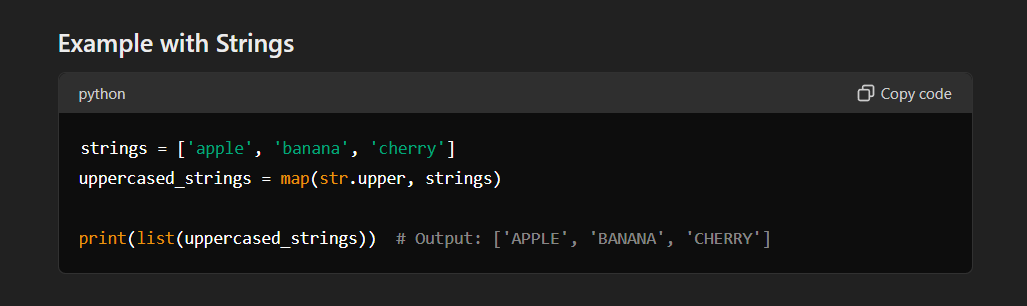 Example with Strings
python
Copy code
strings = ['apple', 'banana', 'cherry']
uppercased_strings = map(str.upper, strings)
print(list(uppercased_strings))  # Output: ['APPLE', 'BANANA', 'CHERRY']